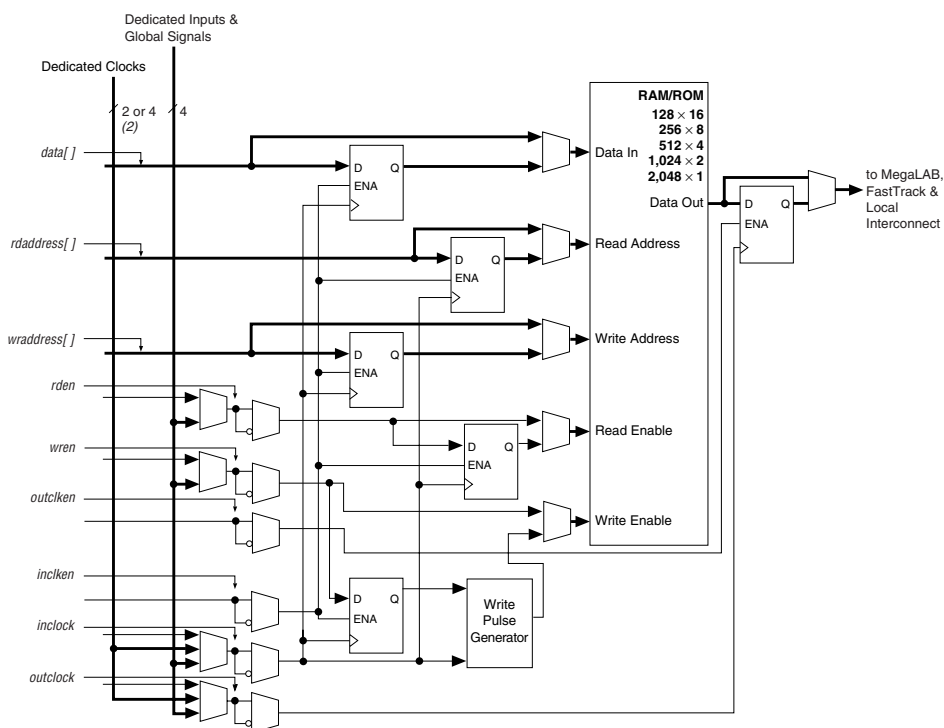 Dedicated Inputs &
Global Signals
Dedicated Clocks
2 or 4
(2)
4
RAM/ROM
128 × 16
256 × 8
512 × 4
1,024 × 2
2,048 × 1
data[ ]
D Q
ENA
Data In
to MegaLAB,
FastTrack &
Local
Interconnect
Data Out
D Q
ENA
rdaddress[ ]
D Q
ENA
Read Address
wraddress[ ]
D Q
ENA
Write Address
rden
D Q
ENA
Read Enable
wren
outclken
Write Enable
inclken
D Q
ENA
Write
Pulse
Generator
inclock
outclock